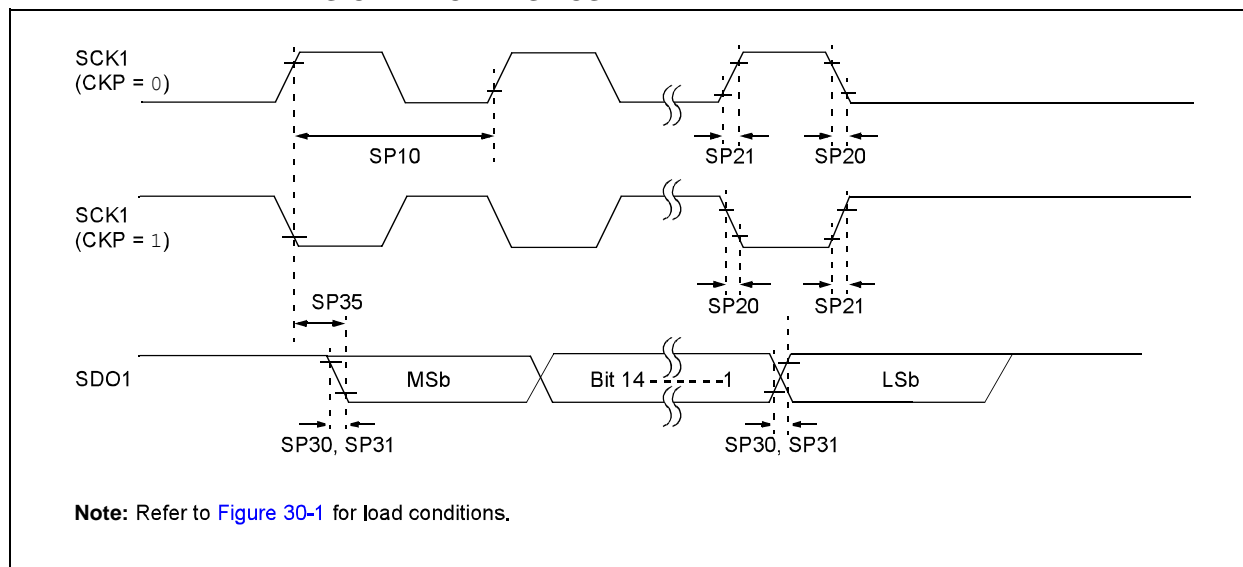 SCK1
(CKP = 0)
SP10
SP21
SP20
SCK1
(CKP = 1)
SP20
SP21
SP35
SDO1
MSb
Bit 14 - - - - - -1
LSb
SP30, SP31
SP30, SP31
Note: Refer to Figure 30-1 for load conditions.